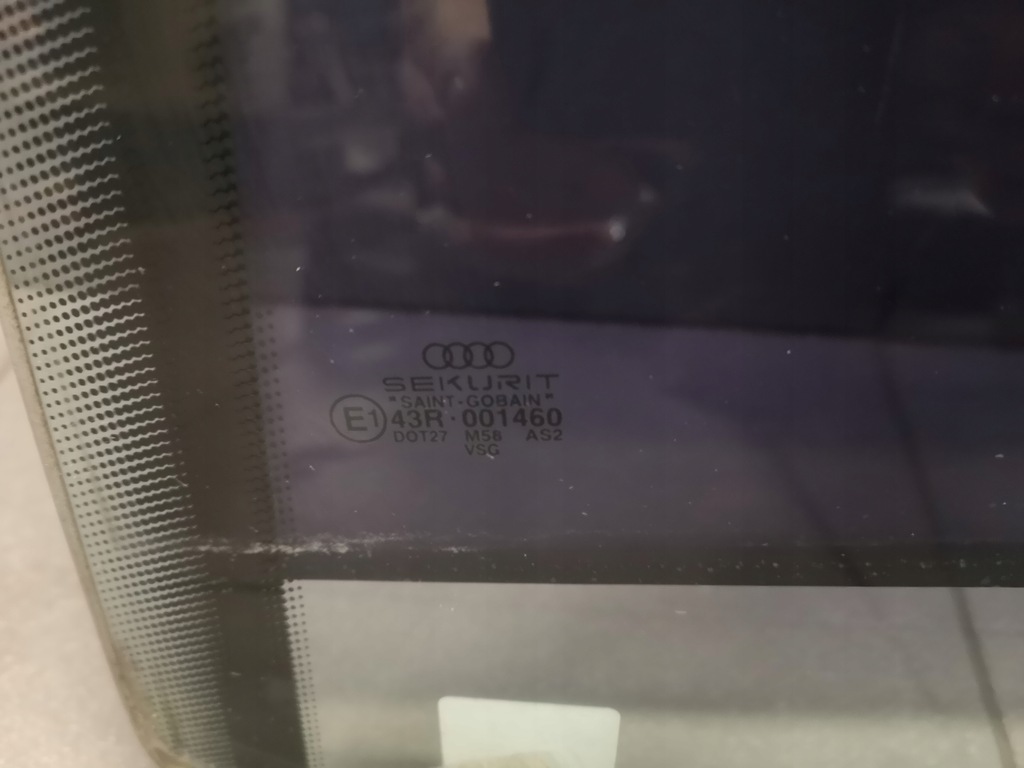 SEKURIT
"SAINT-GOBAIN"
E1 43R·001460
DOT27 M58 AS2
VSG